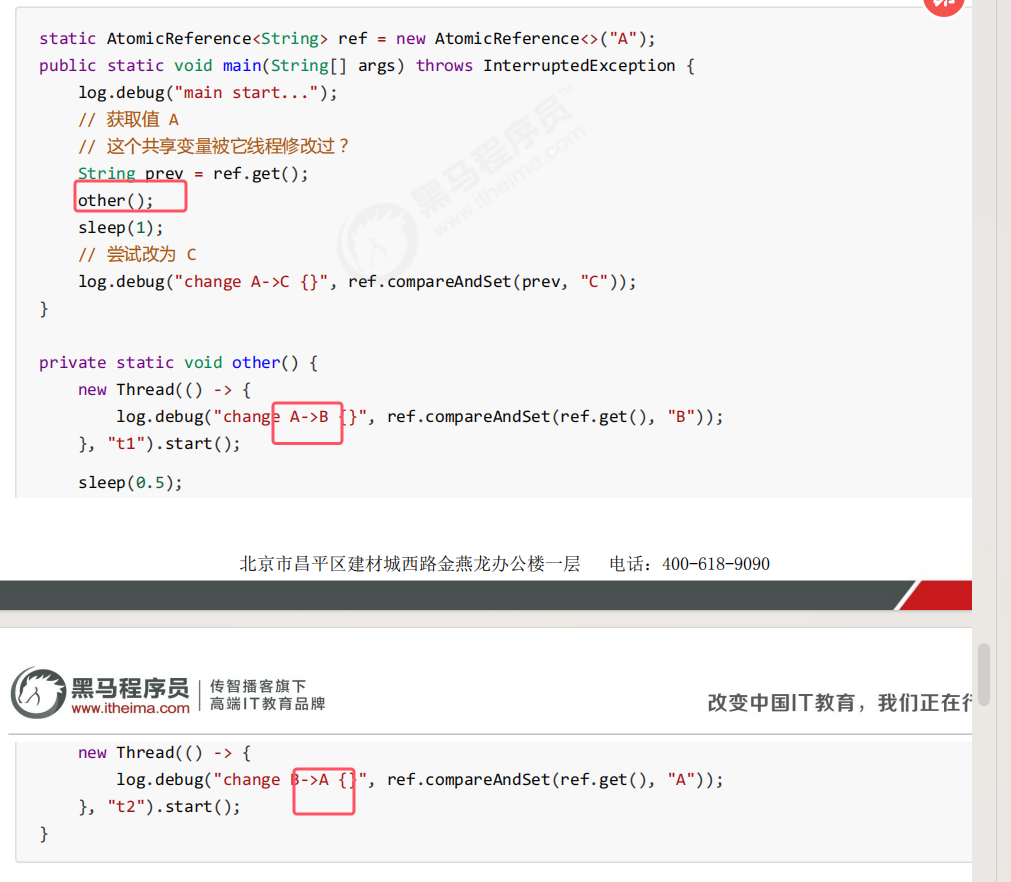 static AtomicReference<String> ref = new AtomicReference<>("A");
public static void main(String[] args) throws InterruptedException {
    log.debug("main start...");
    // 获取值 A
    // 这个共享变量被它线程修改过？
    String prev = ref.get();
    other();
    sleep(1);
    // 尝试改为 C
    log.debug("change A->C {}", ref.compareAndSet(prev, "C"));
}
private static void other() {
    new Thread(() -> {
        log.debug("change A->B {}", ref.compareAndSet(ref.get(), "B"));
    }, "t1").start();
    sleep(0.5);
黑马程序员
www.itheima.com
北京市昌平区建材城西路金燕龙办公楼一层 电话：400-618-9090
黑马程序员
www.itheima.com
传智播客旗下
高端IT教育品牌
改变中国IT教育，我们正在行
    new Thread(() -> {
        log.debug("change B->A {}", ref.compareAndSet(ref.get(), "A"));
    }, "t2").start();
}